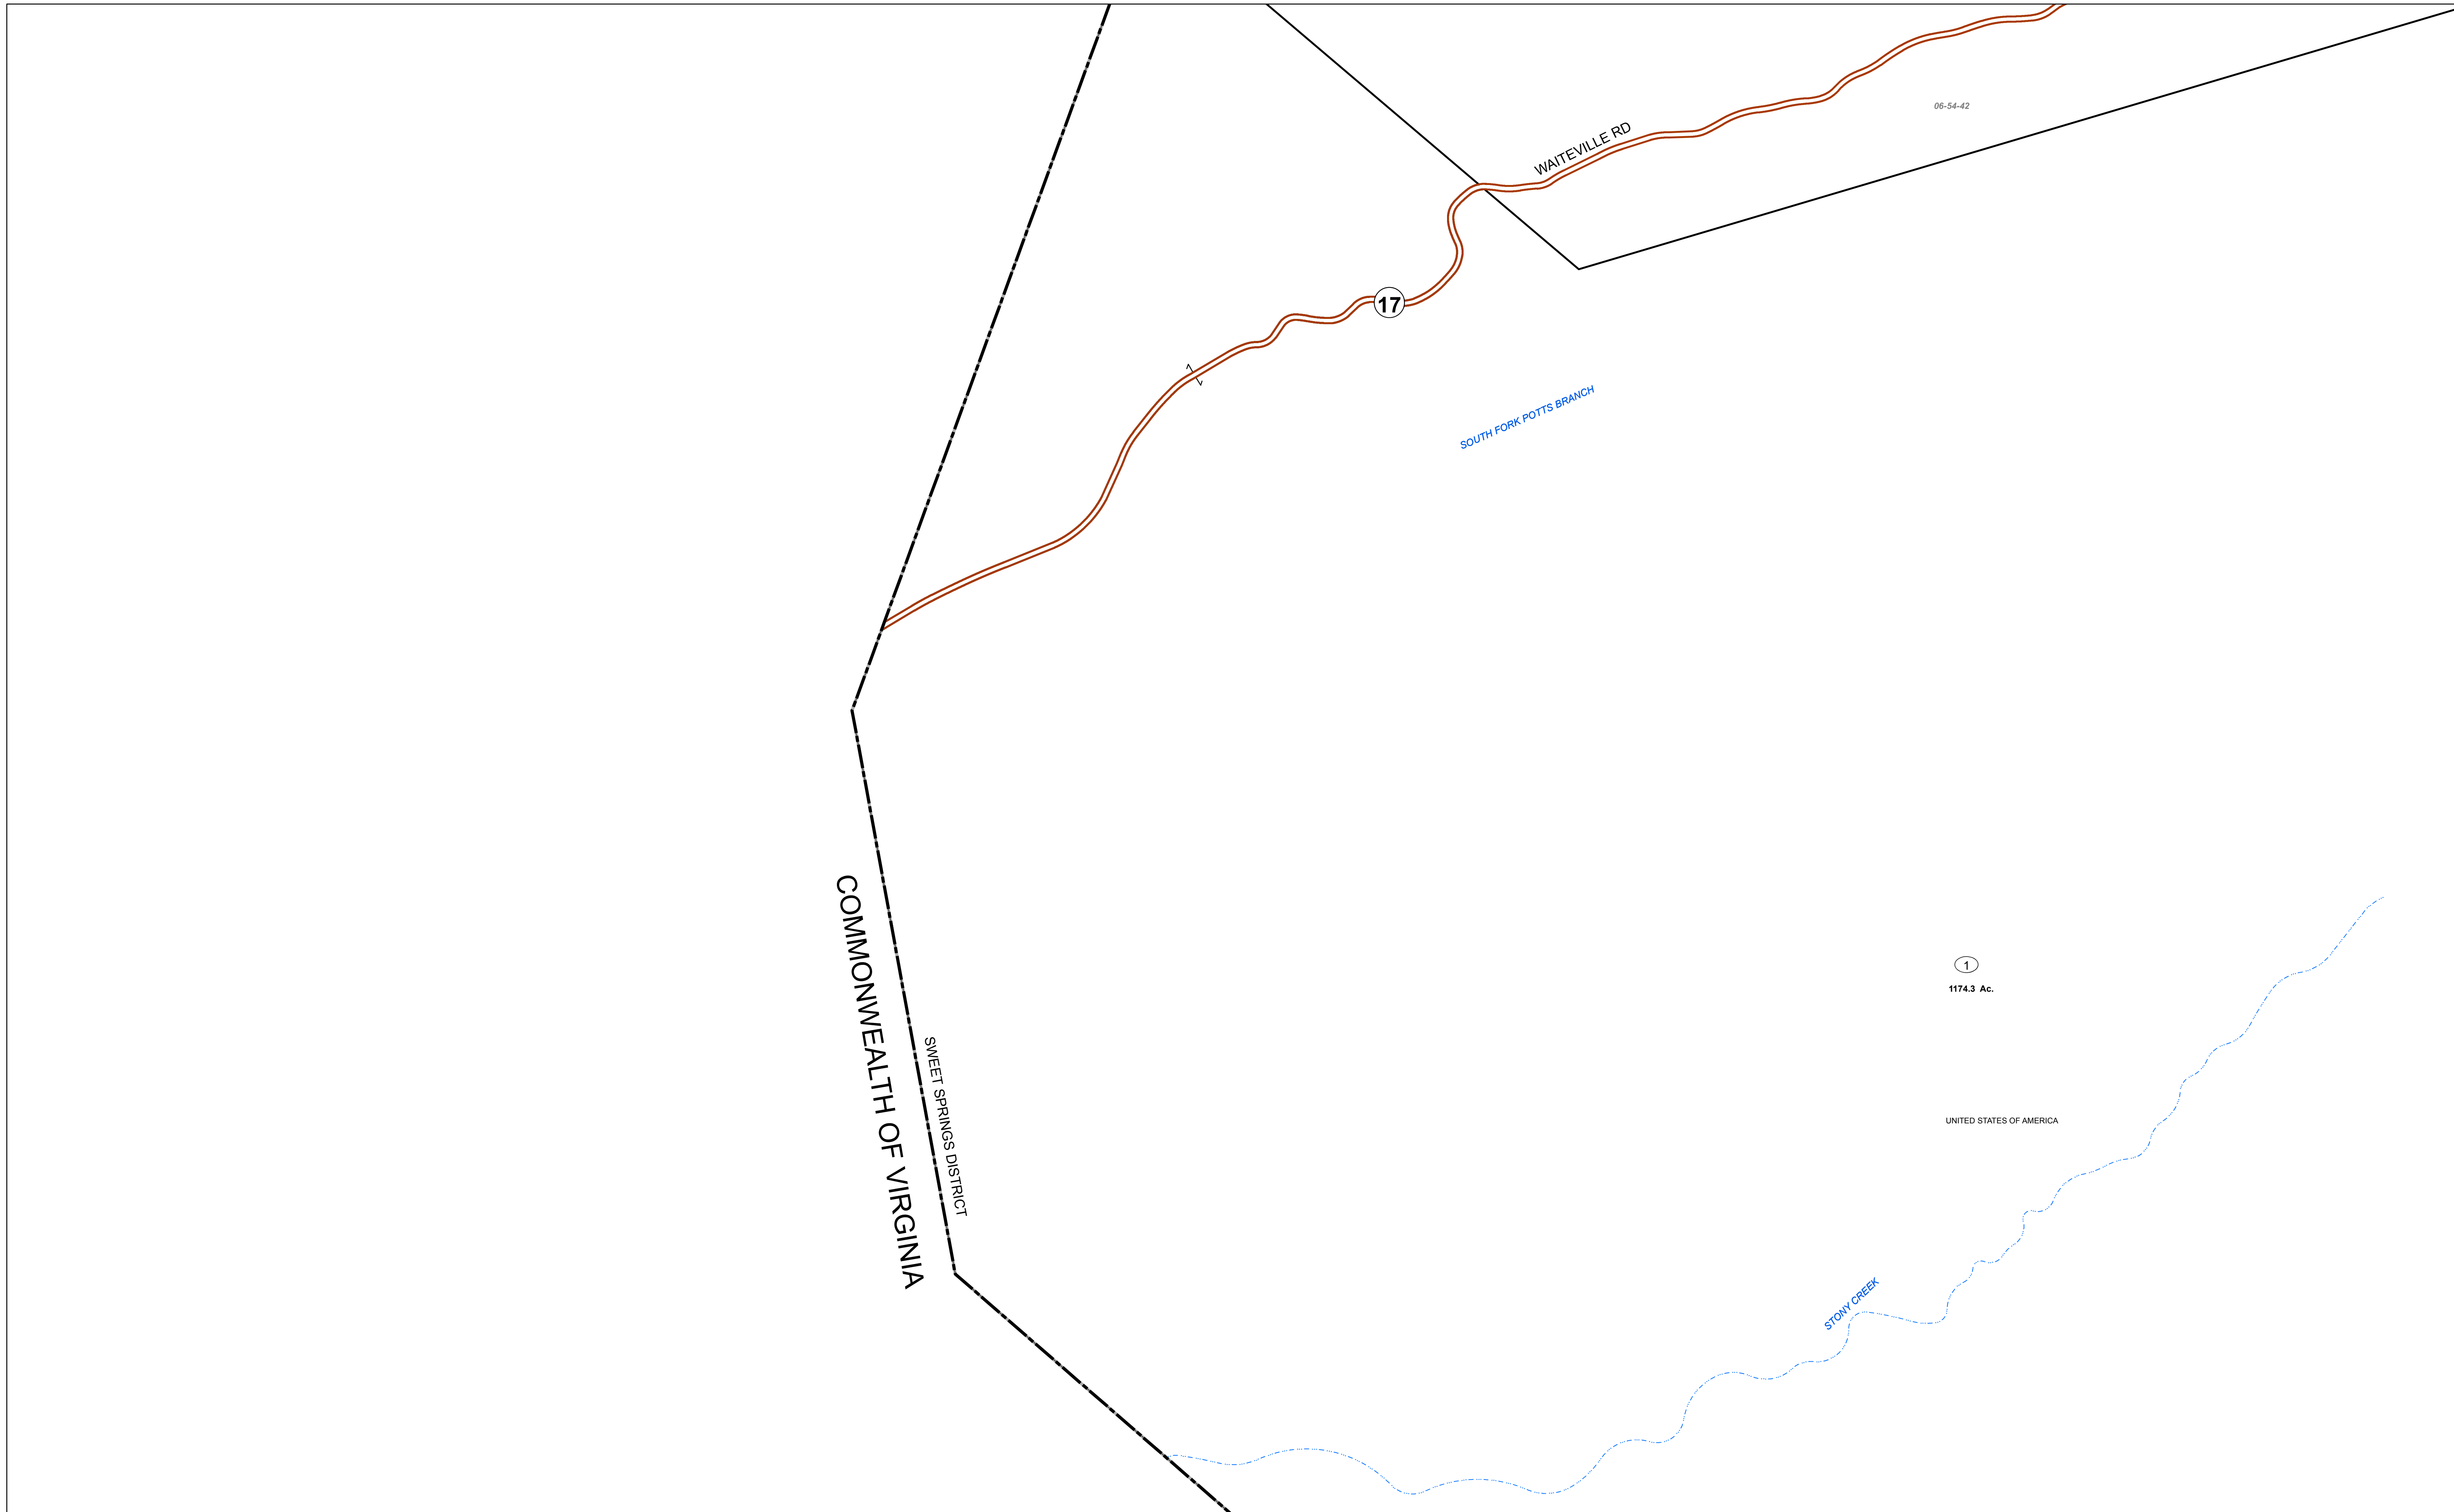 06-54-42
WAITEVILLE RD
17
SOUTH FORK POTTS BRANCH
COMMONWEALTH OF VIRGINIA
SWEET SPRINGS DISTRICT
1
1174.3 Ac.
UNITED STATES OF AMERICA
STONY CREEK